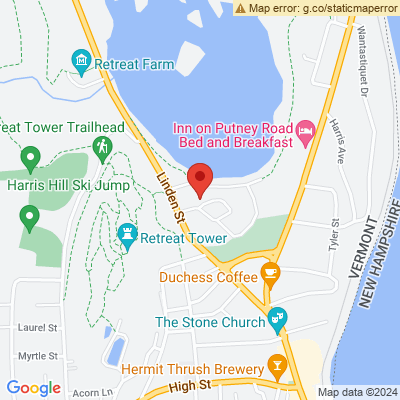 Map error: g.co/staticmaperror
Wantastiquet Dr
Retreat Farm
Inn on Putney Road
Bed and Breakfast
Harris Ave
eat Tower Trailhead
Harris Hill Ski Jump
Linden St
Tyler St
VERMONT
NEW HAMPSHIRE
Retreat Tower
Duchess Coffee
The Stone Church
Laurel St
Myrtle St
Hermit Thrush Brewery
High St
Acorn Ln
Google
Map data ©2024